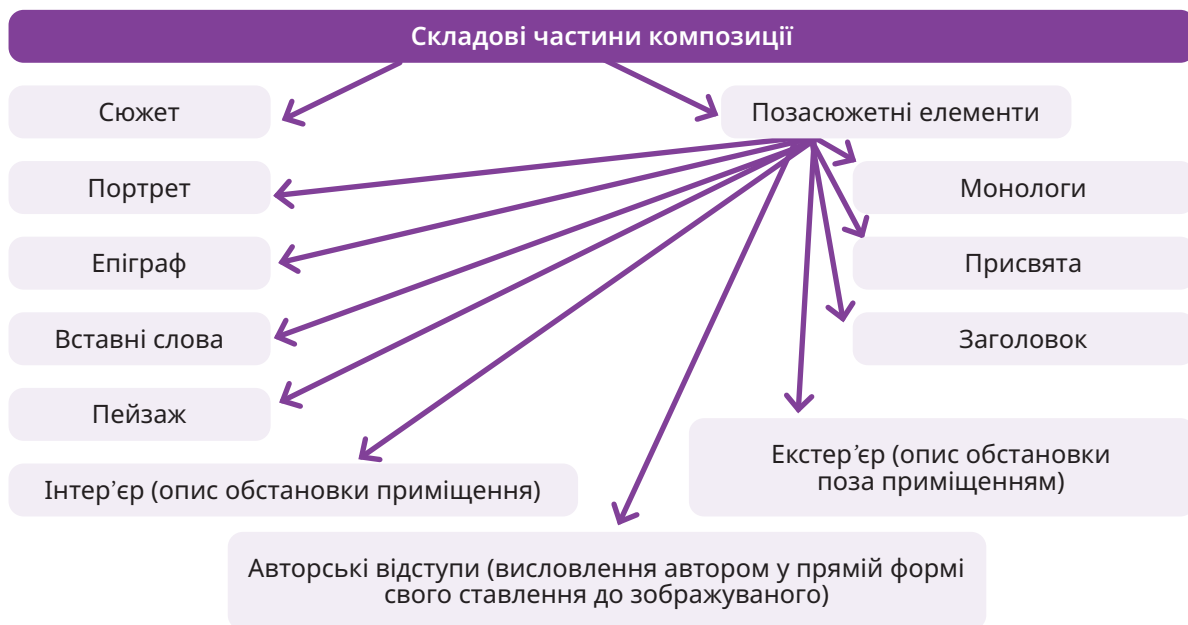 Складові частини композиції
Сюжет
Позасюжетні елементи
Портрет
Монологи
Епіграф
Присвята
Вставні слова
Заголовок
Пейзаж
Екстер’єр (опис обстановки
поза приміщенням)
Інтер’єр (опис обстановки приміщення)
Авторські відступи (висловлення автором у прямій формі
свого ставлення до зображуваного)